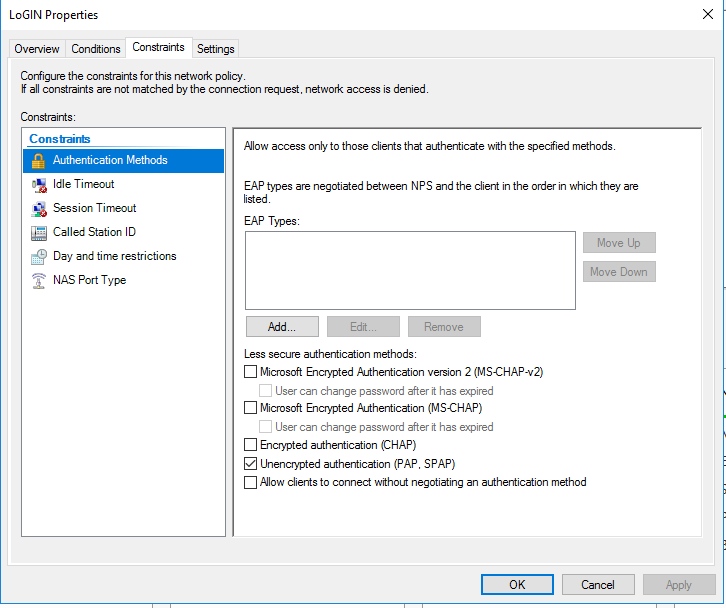 LoGIN Properties
Overview Conditions Constraints Settings
Configure the constraints for this network policy.
If all constraints are not matched by the connection request, network access is denied.
Constraints:
Constraints
Authentication Methods
Idle Timeout
Session Timeout
Called Station ID
Day and time restrictions
NAS Port Type
Allow access only to those clients that authenticate with the specified methods.
EAP types are negotiated between NPS and the client in the order in which they are
listed.
EAP Types:
Move Up
Move Down
Add... Edit... Remove
Less secure authentication methods:
Microsoft Encrypted Authentication version 2 (MS-CHAP-v2)
User can change password after it has expired
Microsoft Encrypted Authentication (MS-CHAP)
User can change password after it has expired
Encrypted authentication (CHAP)
Unencrypted authentication (PAP, SPAP)
Allow clients to connect without negotiating an authentication method
OK Cancel Apply